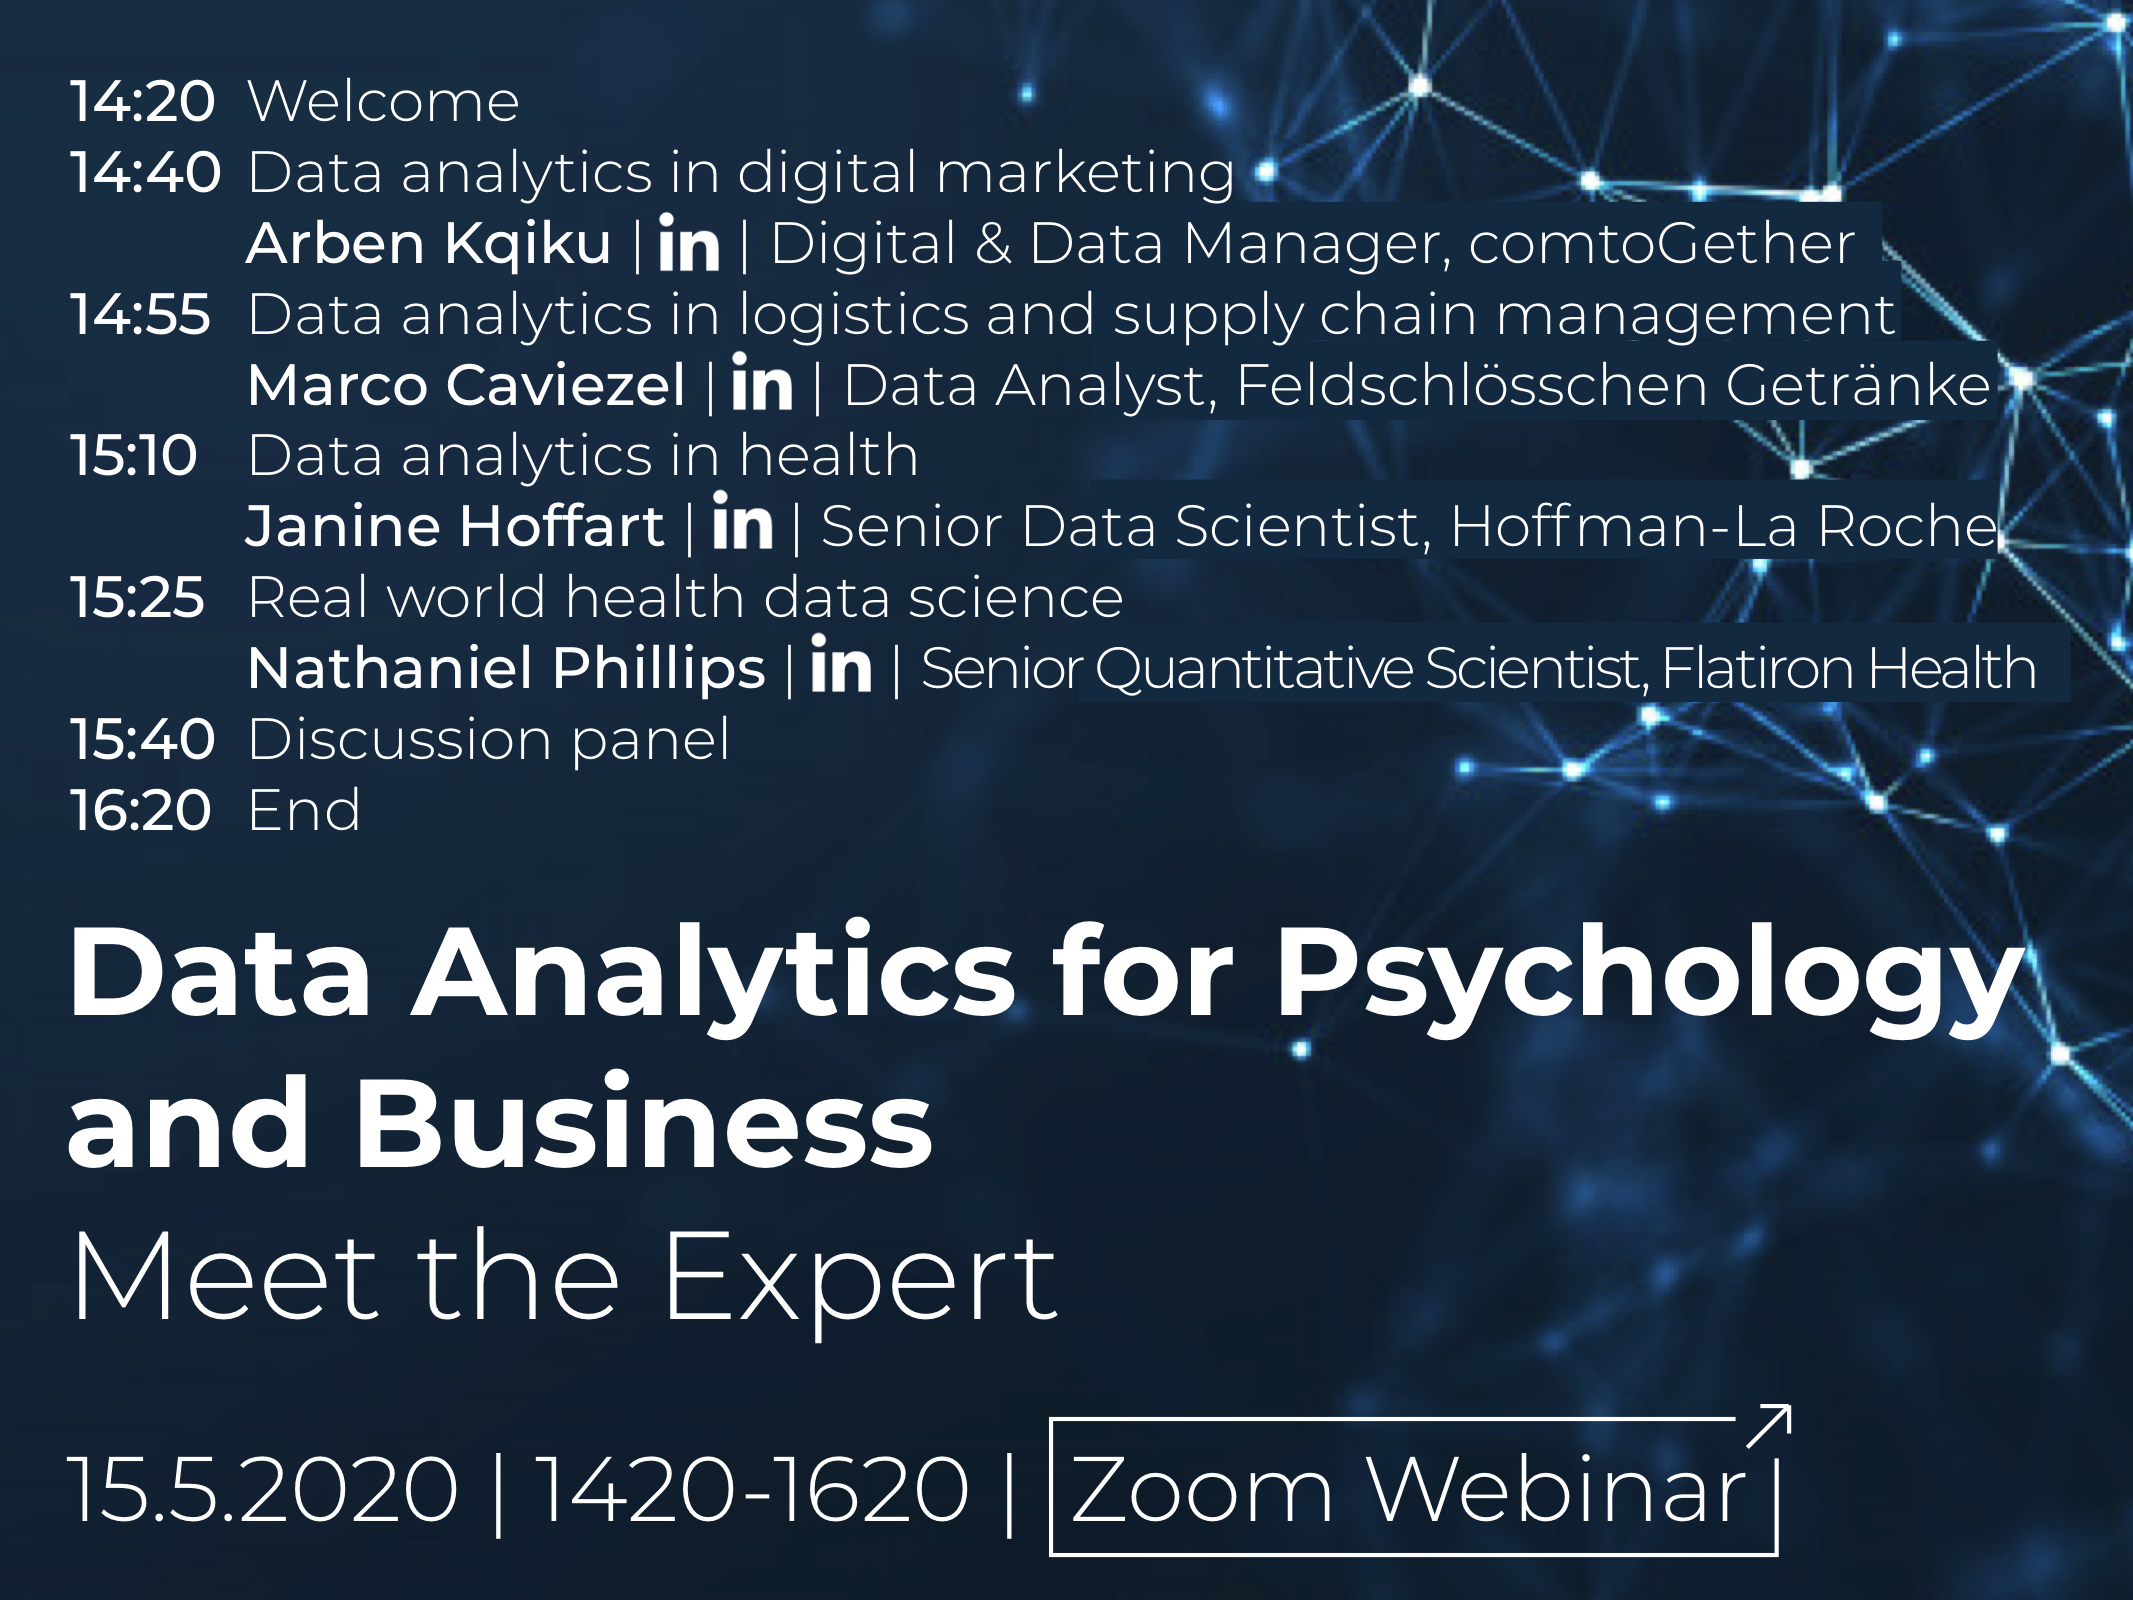 14:20 Welcome
14:40 Data analytics in digital marketing
Arben Kqiku | in | Digital & Data Manager, comtoGether
14:55 Data analytics in logistics and supply chain management
Marco Caviezel | in | Data Analyst, Feldschlösschen Getränke
15:10 Data analytics in health
Janine Hoffart | in | Senior Data Scientist, Hoffman-La Roche
15:25 Real world health data science
Nathaniel Phillips | in | Senior Quantitative Scientist, Flatiron Health
15:40 Discussion panel
16:20 End
Data Analytics for Psychology
and Business
Meet the Expert
15.5.2020 | 1420-1620 | Zoom Webinar